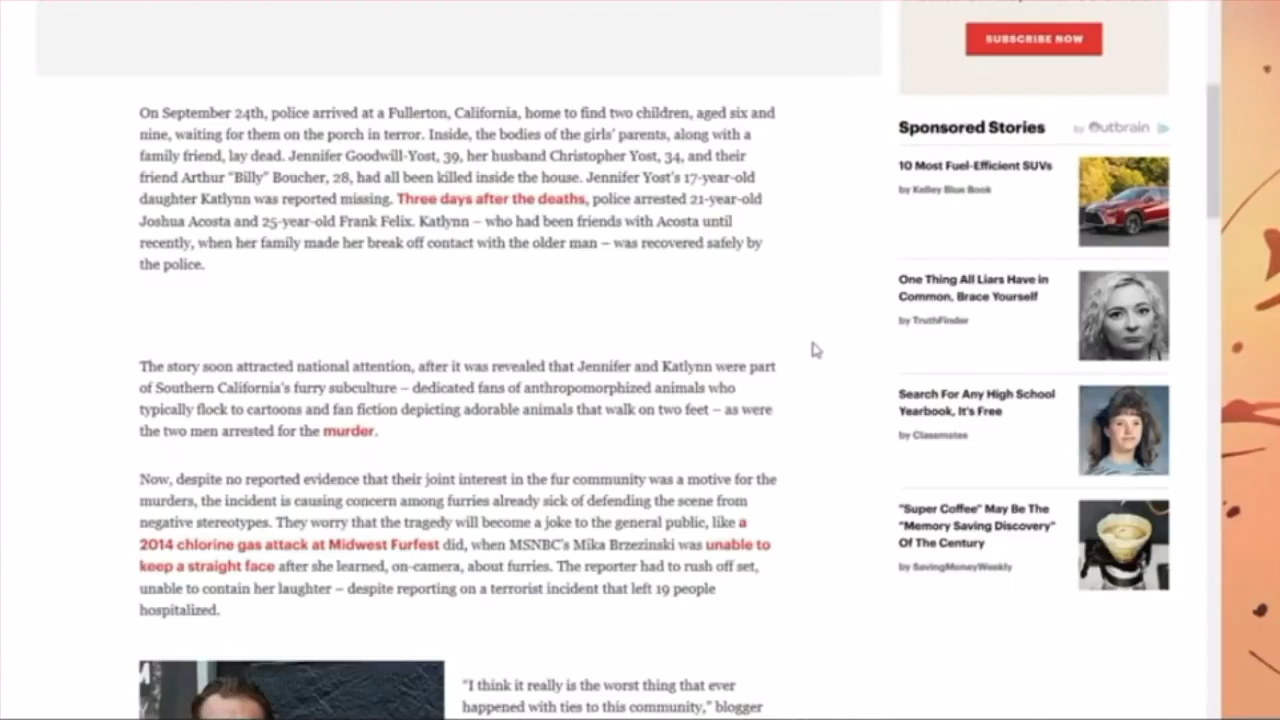 SUBSCRIBE NOW
On September 24th, police arrived at a Fullerton, California, home to find two children, aged six and
nine, waiting for them on the porch in terror. Inside, the bodies of the girls' parents, along with a
family friend, lay dead. Jennifer Goodwill-Yost, 39, her husband Christopher Yost, 34, and their
friend Arthur "Billy" Boucher, 28, had all been killed inside the house. Jennifer Yost's 17-year-old
daughter Katlynn was reported missing. Three days after the deaths, police arrested 21-year-old
Joshua Acosta and 25-year-old Frank Felix. Katlynn – who had been friends with Acosta until
recently, when her family made her break off contact with the older man – was recovered safely by
the police.
The story soon attracted national attention, after it was revealed that Jennifer and Katlynn were part
of Southern California's furry subculture – dedicated fans of anthropomorphized animals who
typically flock to cartoons and fan fiction depicting adorable animals that walk on two feet – as were
the two men arrested for the murder.
Now, despite no reported evidence that their joint interest in the fur community was a motive for the
murders, the incident is causing concern among furries already sick of defending the scene from
negative stereotypes. They worry that the tragedy will become a joke to the general public, like a
2014 chlorine gas attack at Midwest Furfest did, when MSNBC's Mika Brzezinski was unable to
keep a straight face after she learned, on-camera, about furries. The reporter had to rush off set,
unable to contain her laughter – despite reporting on a terrorist incident that left 19 people
hospitalized.
"I think it really is the worst thing that ever
happened with ties to this community," blogger
Sponsored Stories
by Outbrain
10 Most Fuel-Efficient SUVs
by Kelley Blue Book
One Thing All Liars Have in
Common, Brace Yourself
by TruthFinder
Search For Any High School
Yearbook, It's Free
by Classmates
"Super Coffee" May Be The
"Memory Saving Discovery"
Of The Century
by SavingMoneyWeekly